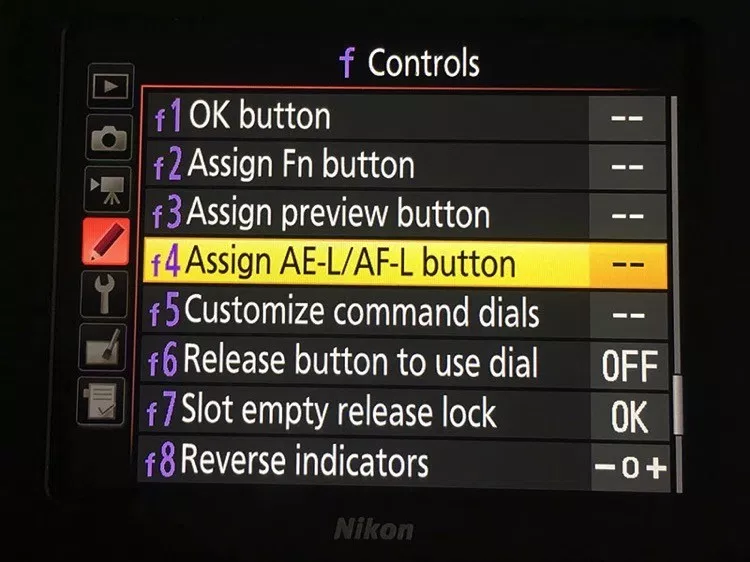 f Controls
f1 OK button --
f2 Assign Fn button --
f3 Assign preview button --
f4 Assign AE-L/AF-L button --
f5 Customize command dials --
f6 Release button to use dial OFF
f7 Slot empty release lock OK
f8 Reverse indicators -0+
Nikon